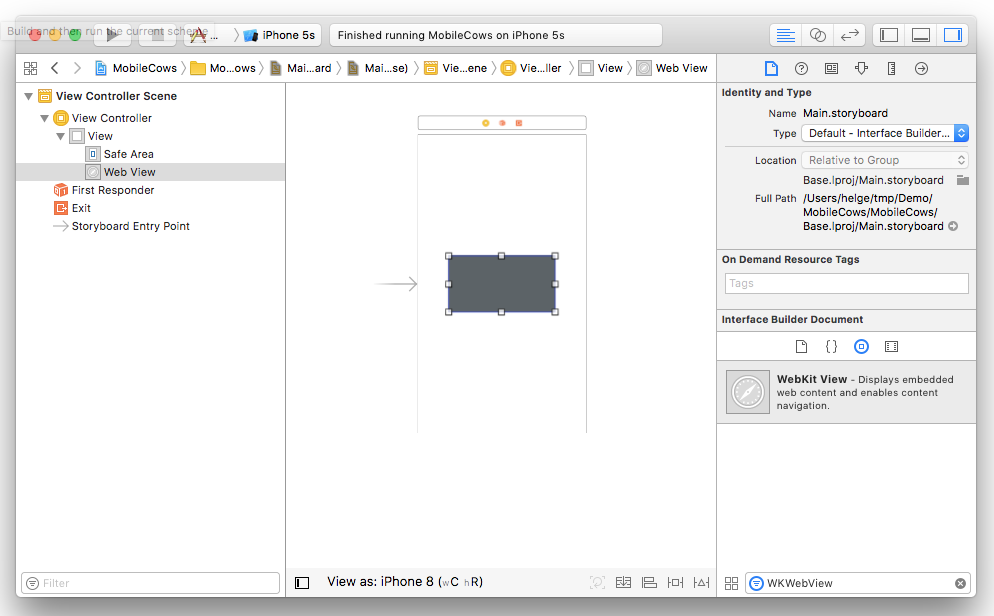 Build and then run the current scheme
... iPhone 5s
Finished running MobileCows on iPhone 5s
MobileCows Mo...ows Mai...ard Mai...se) Vie...ene Vie...ller View Web View
View Controller Scene
View Controller
View
Safe Area
Web View
First Responder
Exit
Storyboard Entry Point
Filter
View as: iPhone 8 (wC hR)
Identity and Type
Name Main.storyboard
Type Default - Interface Builder...
Location Relative to Group
Base.lproj/Main.storyboard
Full Path /Users/helge/tmp/Demo/
MobileCows/MobileCows/
Base.lproj/Main.storyboard
On Demand Resource Tags
Tags
Interface Builder Document
WebKit View - Displays embedded
web content and enables content
navigation.
WKWebView